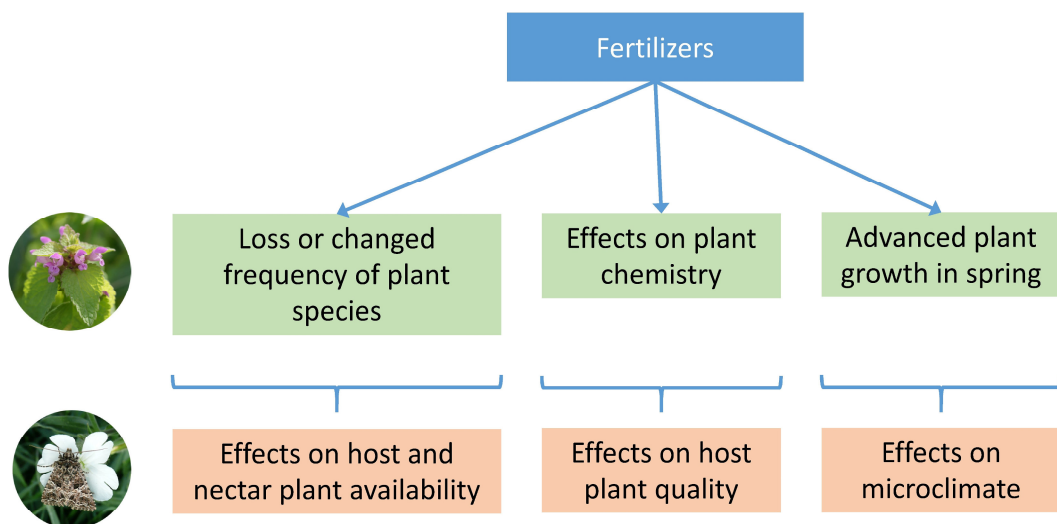 Fertilizers
Loss or changed
frequency of plant
species
Effects on plant
chemistry
Advanced plant
growth in spring
Effects on host and
nectar plant availability
Effects on host
plant quality
Effects on
microclimate